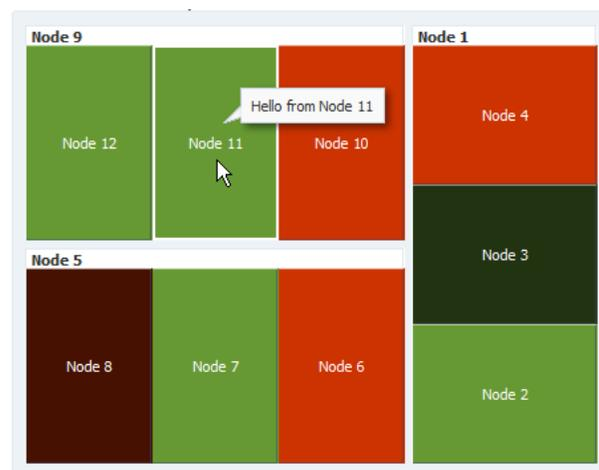 Node 9
Node 12
Node 11
Node 10
Hello from Node 11
Node 1
Node 4
Node 3
Node 2
Node 5
Node 8
Node 7
Node 6